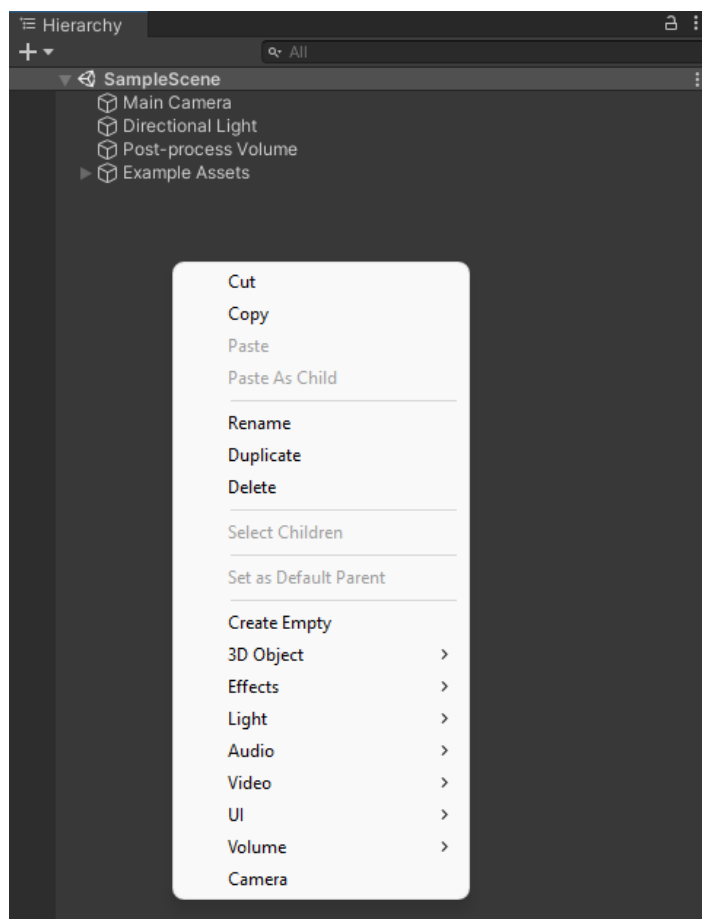 Hierarchy
All
SampleScene
Main Camera
Directional Light
Post-process Volume
Example Assets
Cut
Copy
Paste
Paste As Child
Rename
Duplicate
Delete
Select Children
Set as Default Parent
Create Empty
3D Object
Effects
Light
Audio
Video
UI
Volume
Camera